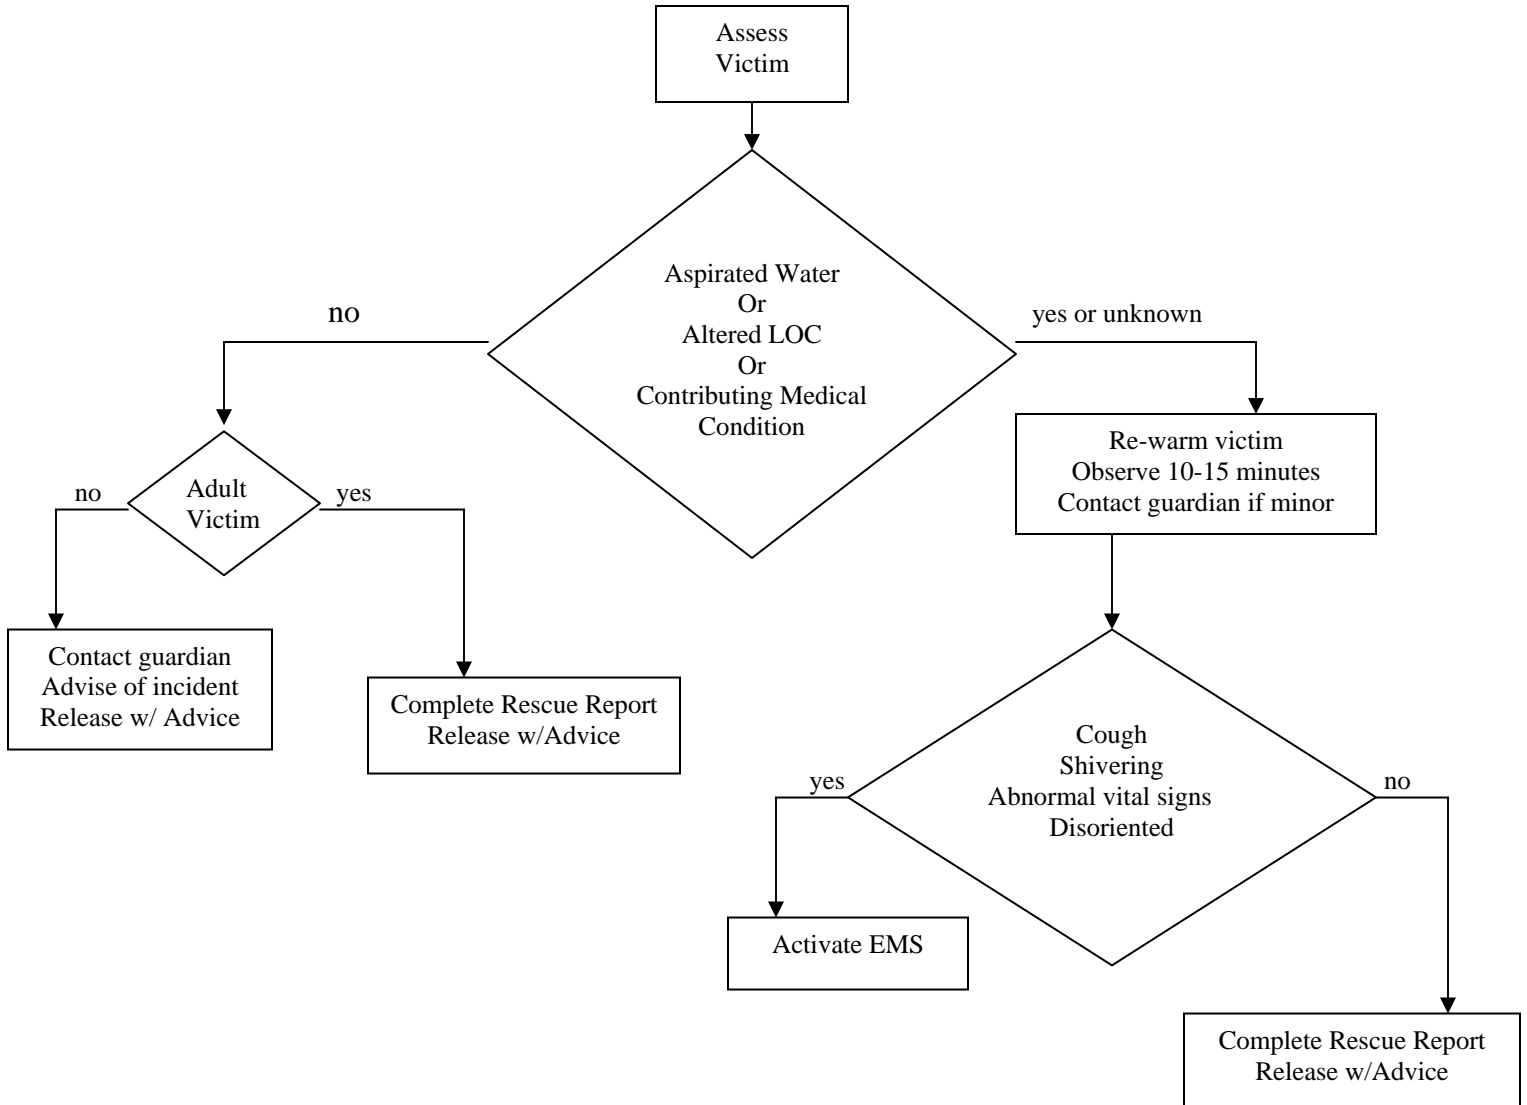 Assess
Victim
Aspirated Water
Or
Altered LOC
Or
Contributing Medical
Condition
no
yes or unknown
Adult
Victim
no
yes
Re-warm victim
Observe 10-15 minutes
Contact guardian if minor
Contact guardian
Advise of incident
Release w/ Advice
Complete Rescue Report
Release w/Advice
Cough
Shivering
Abnormal vital signs
Disoriented
yes
no
Activate EMS
Complete Rescue Report
Release w/Advice